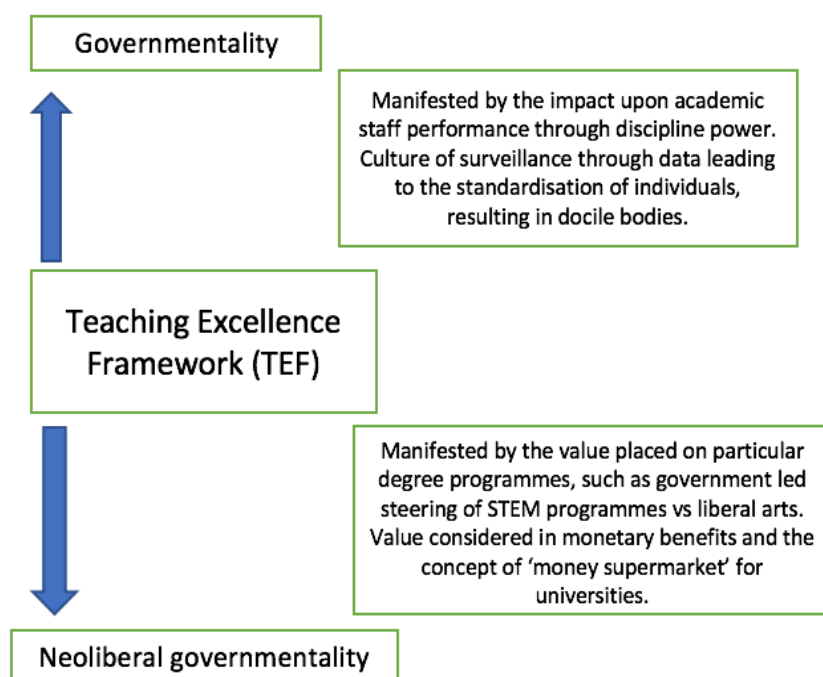 Governmentality
Manifested by the impact upon academic
staff performance through discipline power.
Culture of surveillance through data leading
to the standardisation of individuals,
resulting in docile bodies.
Teaching Excellence
Framework (TEF)
Manifested by the value placed on particular
degree programmes, such as government led
steering of STEM programmes vs liberal arts.
Value considered in monetary benefits and the
concept of ‘money supermarket’ for
universities.
Neoliberal governmentality